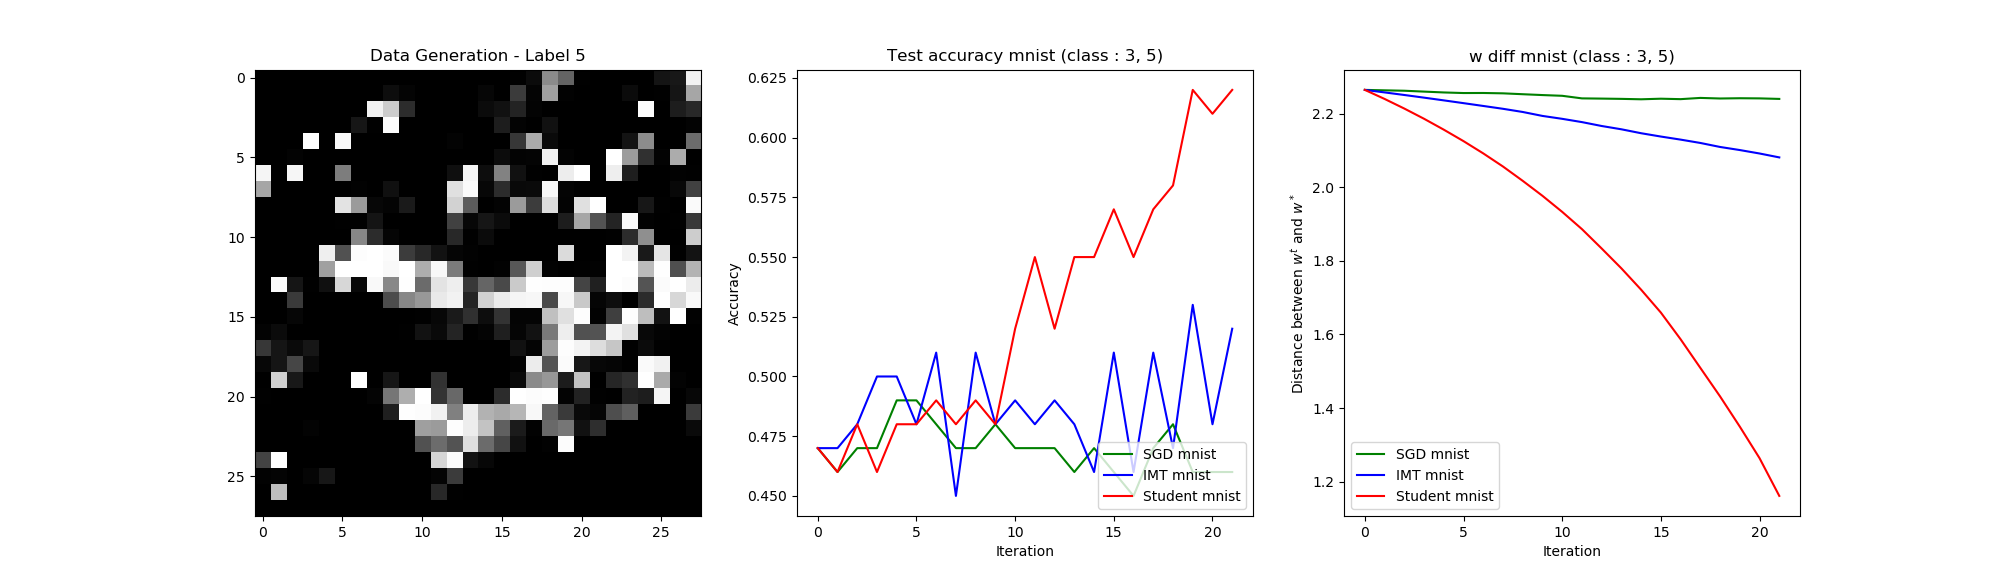 Data Generation - Label 5
0
5
10
15
20
25
0 5 10 15 20 25
Test accuracy mnist (class : 3, 5)
Accuracy
0.625
0.600
0.575
0.550
0.525
0.500
0.475
0.450
SGD mnist
IMT mnist
Student mnist
0 5 10 15 20
Iteration
w diff mnist (class : 3, 5)
Distance between w^t and w^*
2.2
2.0
1.8
1.6
1.4
1.2
SGD mnist
IMT mnist
Student mnist
0 5 10 15 20
Iteration